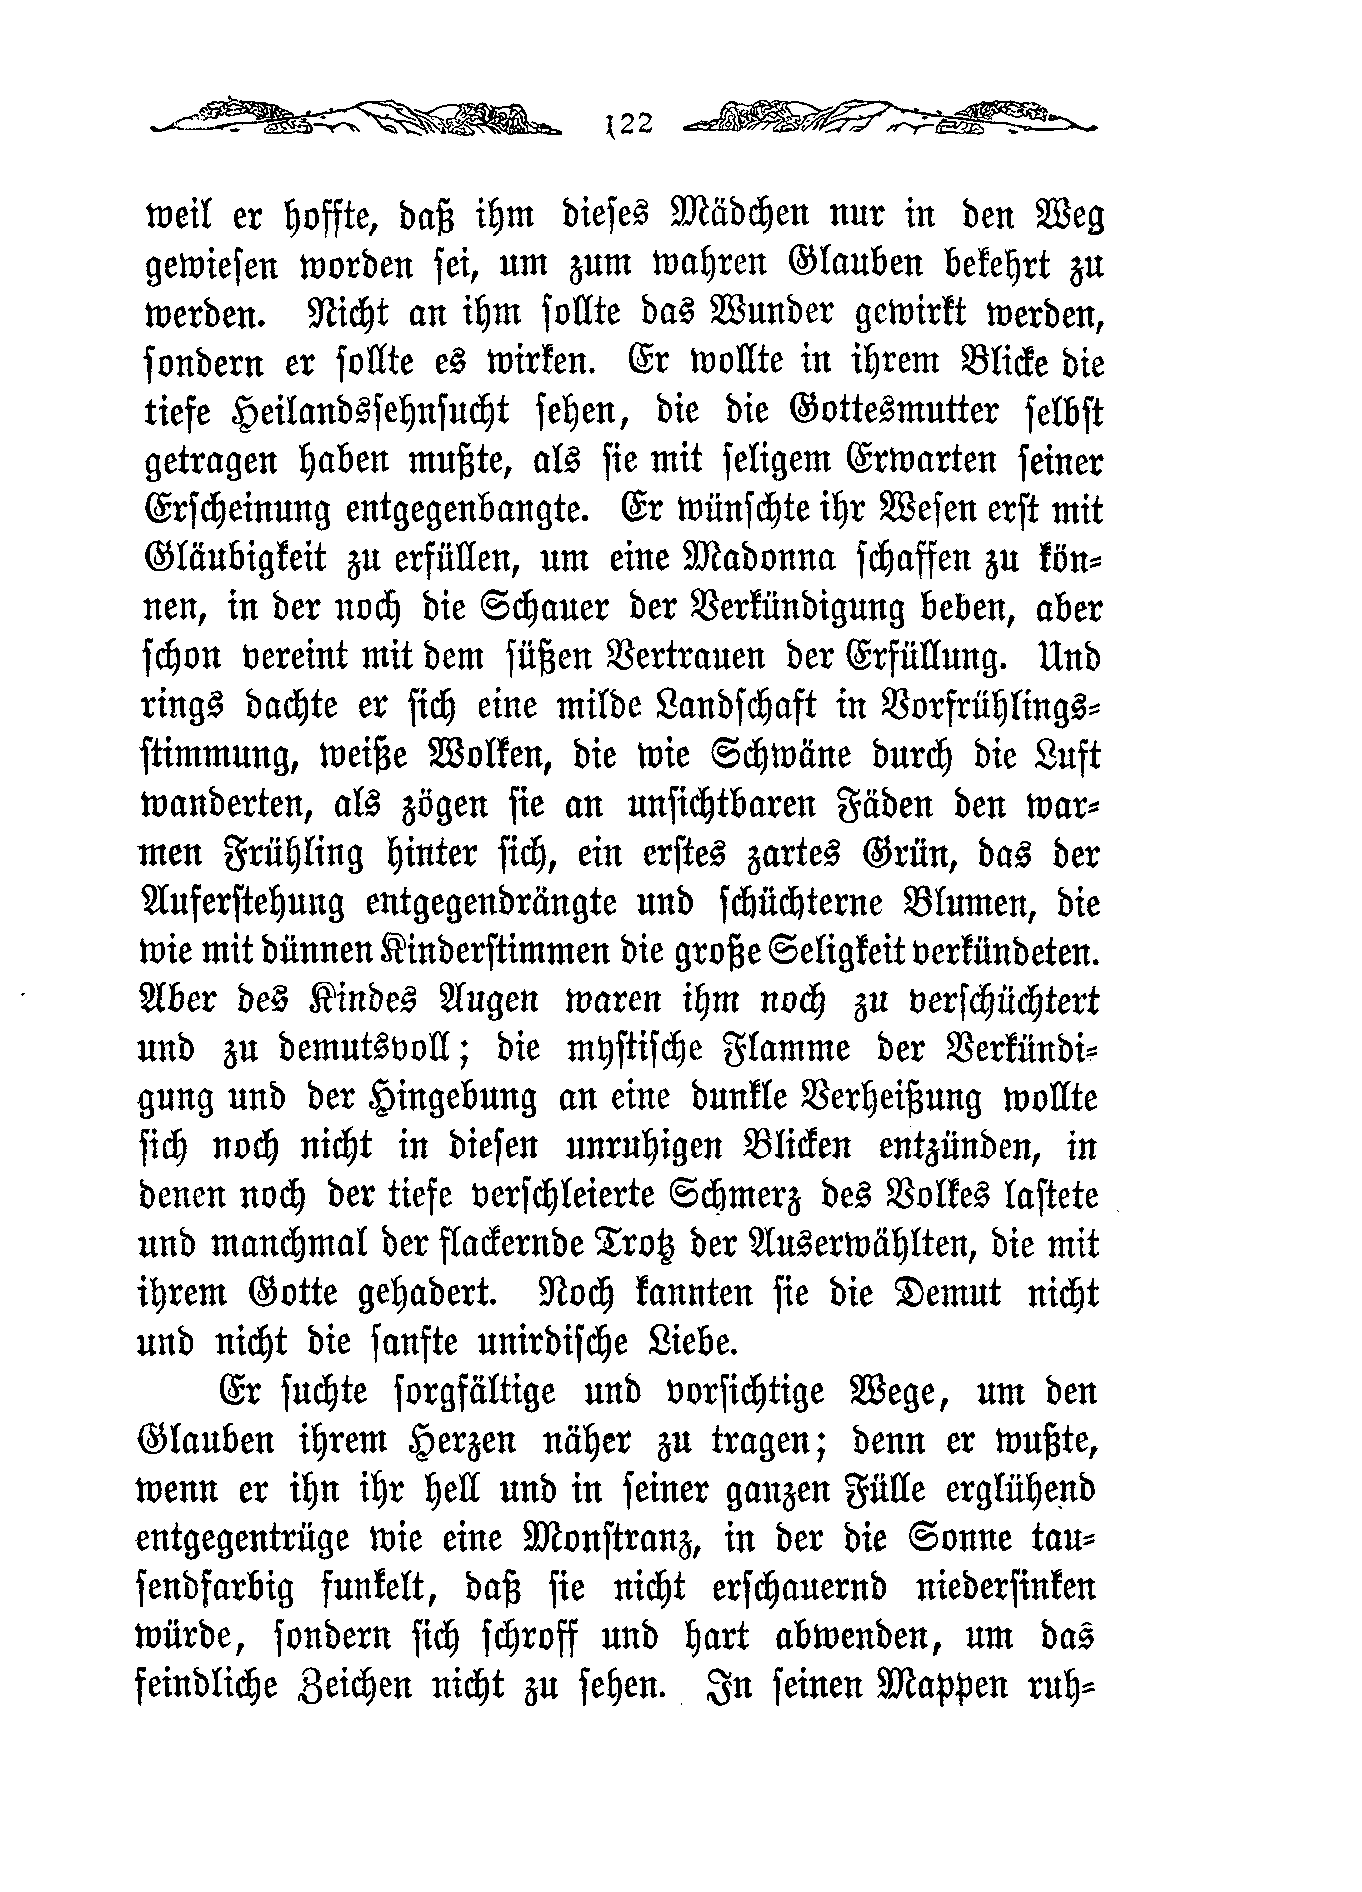 122
weil er hoffte, daß ihm dieses Mädchen nur in den Weg
gewiesen worden sei, um zum wahren Glauben bekehrt zu
werden. Nicht an ihm sollte das Wunder gewirkt werden,
sondern er sollte es wirken. Er wollte in ihrem Blicke die
tiefe Heilandssehnsucht sehen, die die Gottesmutter selbst
getragen haben mußte, als sie mit seligem Erwarten seiner
Erscheinung entgegenbangte. Er wünschte ihr Wesen erst mit
Gläubigkeit zu erfüllen, um eine Madonna schaffen zu kön-
nen, in der noch die Schauer der Verkündigung beben, aber
schon vereint mit dem süßen Vertrauen der Erfüllung. Und
rings dachte er sich eine milde Landschaft in Vorfrühlings-
stimmung, weiße Wolken, die wie Schwäne durch die Luft
wanderten, als zögen sie an unsichtbaren Fäden den war-
men Frühling hinter sich, ein erstes zartes Grün, das der
Auferstehung entgegendrängte und schüchterne Blumen, die
wie mit dünnen Kinderstimmen die große Seligkeit verkündeten.
Aber des Kindes Augen waren ihm noch zu verschüchtert
und zu demutsvoll; die mystische Flamme der Verkündi-
gung und der Hingebung an eine dunkle Verheißung wollte
sich noch nicht in diesen unruhigen Blicken entzünden, in
denen noch der tiefe verschleierte Schmerz des Volkes lastete
und manchmal der flackernde Trotz der Auserwählten, die mit
ihrem Gotte gehadert. Noch kannten sie die Demut nicht
und nicht die sanfte unirdische Liebe.
Er suchte sorgfältige und vorsichtige Wege, um den
Glauben ihrem Herzen näher zu tragen; denn er wußte,
wenn er ihn ihr hell und in seiner ganzen Fülle erglühend
entgegentrüge wie eine Monstranz, in der die Sonne tau-
sendfarbig funkelt, daß sie nicht erschauernd niedersinken
würde, sondern sich schroff und hart abwenden, um das
feindliche Zeichen nicht zu sehen. In seinen Mappen ruh-